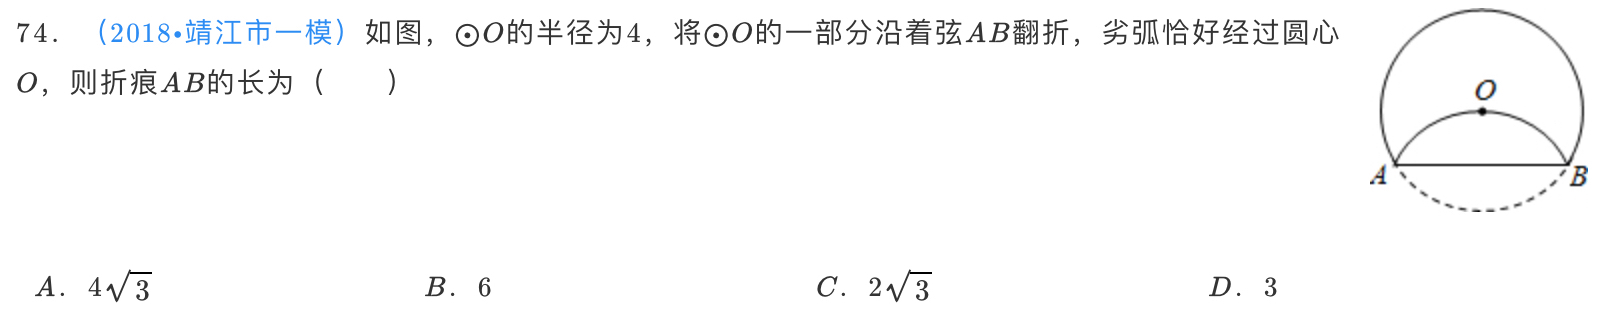 74. （2018•靖江市一模）如图，⊙O的半径为4，将⊙O的一部分沿着弦AB翻折，劣弧恰好经过圆心
O，则折痕AB的长为（　　）
O
A
B
A. 4√3 B. 6 C. 2√3 D. 3